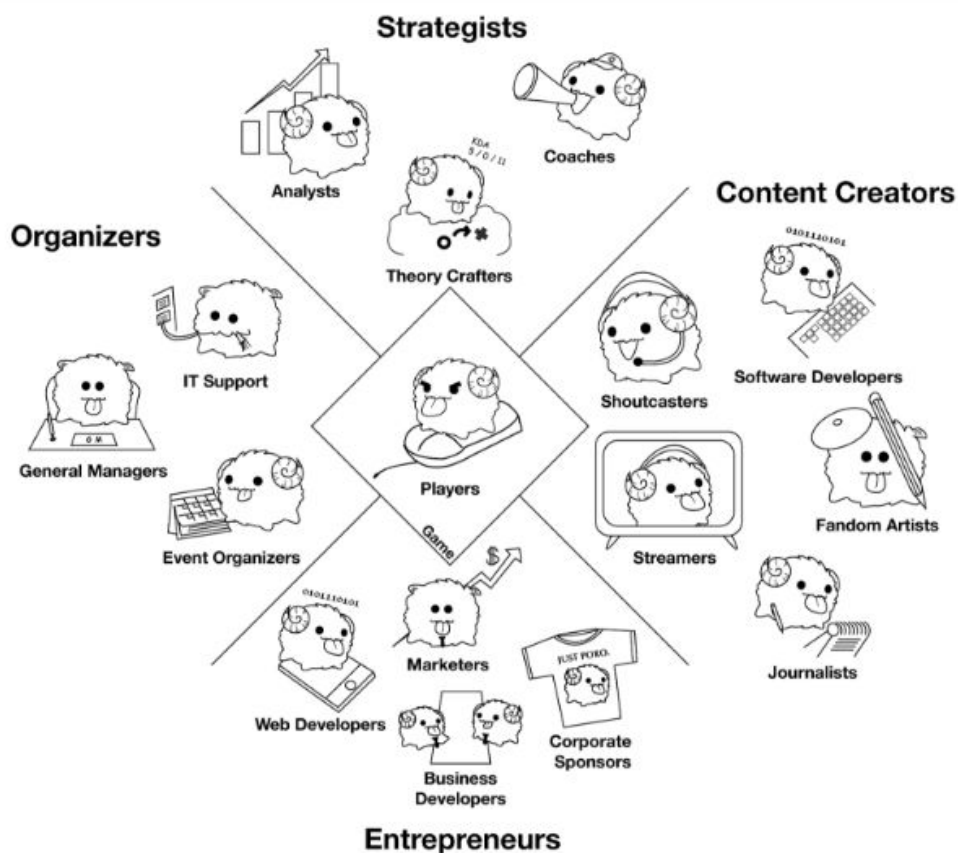 Strategists
Analysts
Coaches
KDA
5/0/11
Theory Crafters
Organizers
IT Support
GM
General Managers
Event Organizers
Content Creators
0101110101
Software Developers
Shoutcasters
Fandom Artists
Streamers
Journalists
Players
Game
0101110101
Web Developers
$
Marketers
Business
Developers
JUST PORO.
Corporate
Sponsors
Entrepreneurs